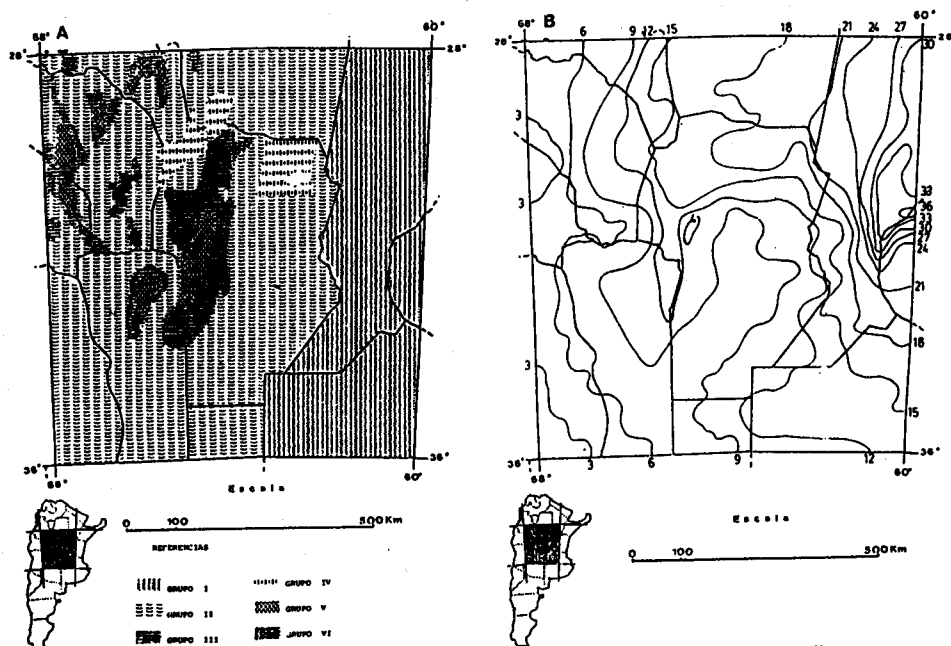 A
68°
60°
28°
28°
36°
36°
68°
60°
Escala
0 100 500Km
REFERENCIAS
GRUPO I
GRUPO II
GRUPO III
GRUPO IV
GRUPO V
GRUPO VI
B
68°
6 9 12 15 18 21 24 27
60°
28°
28°
30
3
3
33
36
33
30
27
24
21
18
15
3
36°
36°
68°
3 6 9 12
60°
Escala
0 100 500Km